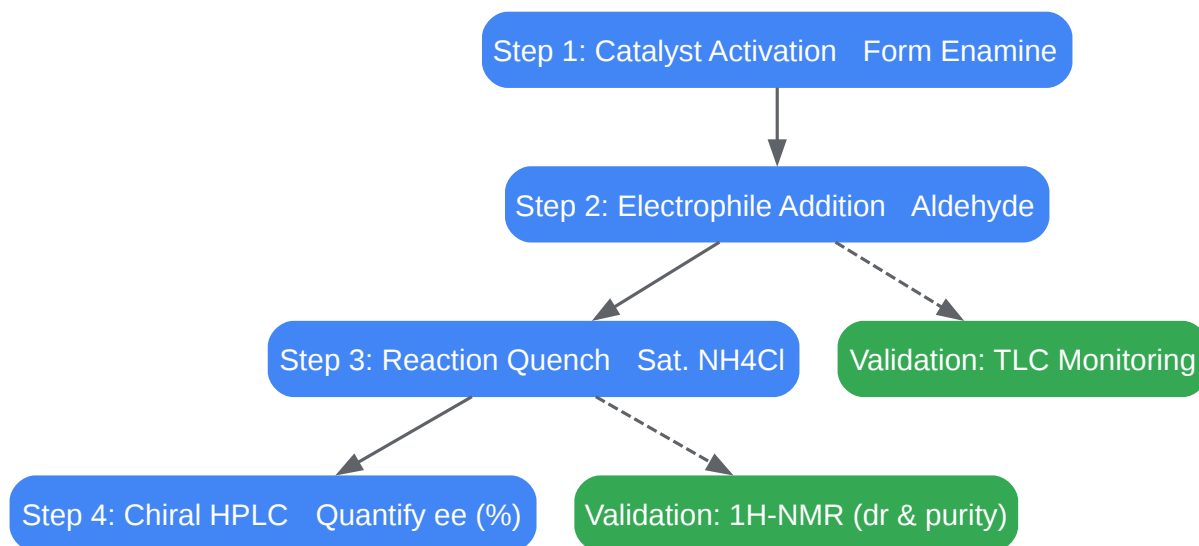 Step 1: Catalyst Activation   Form Enamine
Step 2: Electrophile Addition   Aldehyde
Step 3: Reaction Quench   Sat. NH4Cl
Validation: TLC Monitoring
Step 4: Chiral HPLC   Quantify ee (%)
Validation: 1H-NMR (dr & purity)